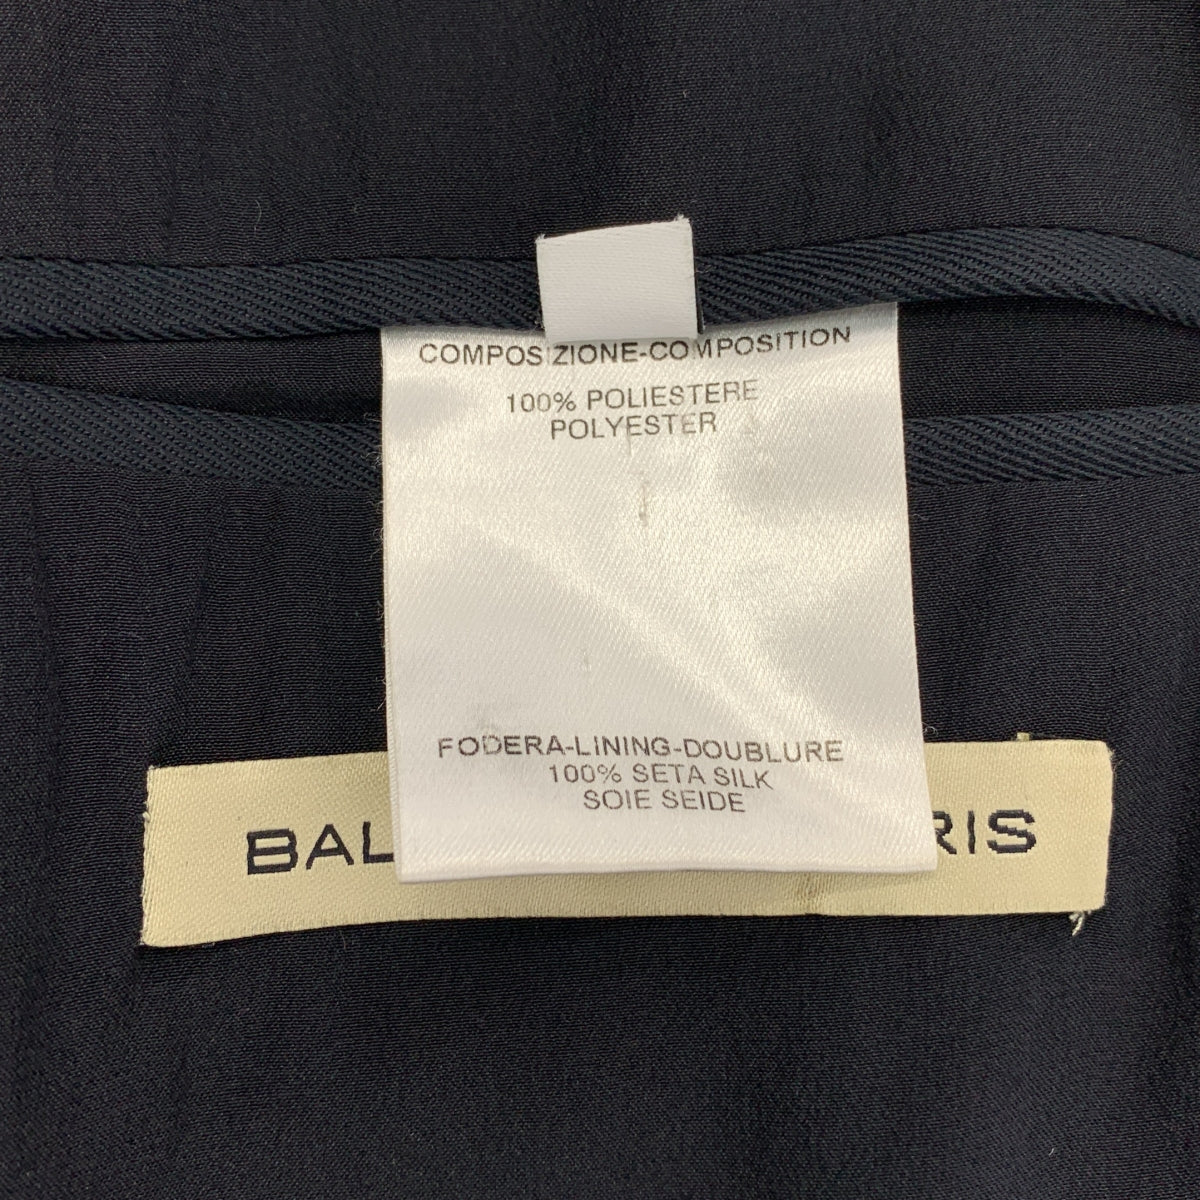 COMPOSIZIONE-COMPOSITION
100% POLIESTERE
POLYESTER
FODERA-LINING-DOUBLURE
100% SETA SILK
SOIE SEIDE
BAL RIS